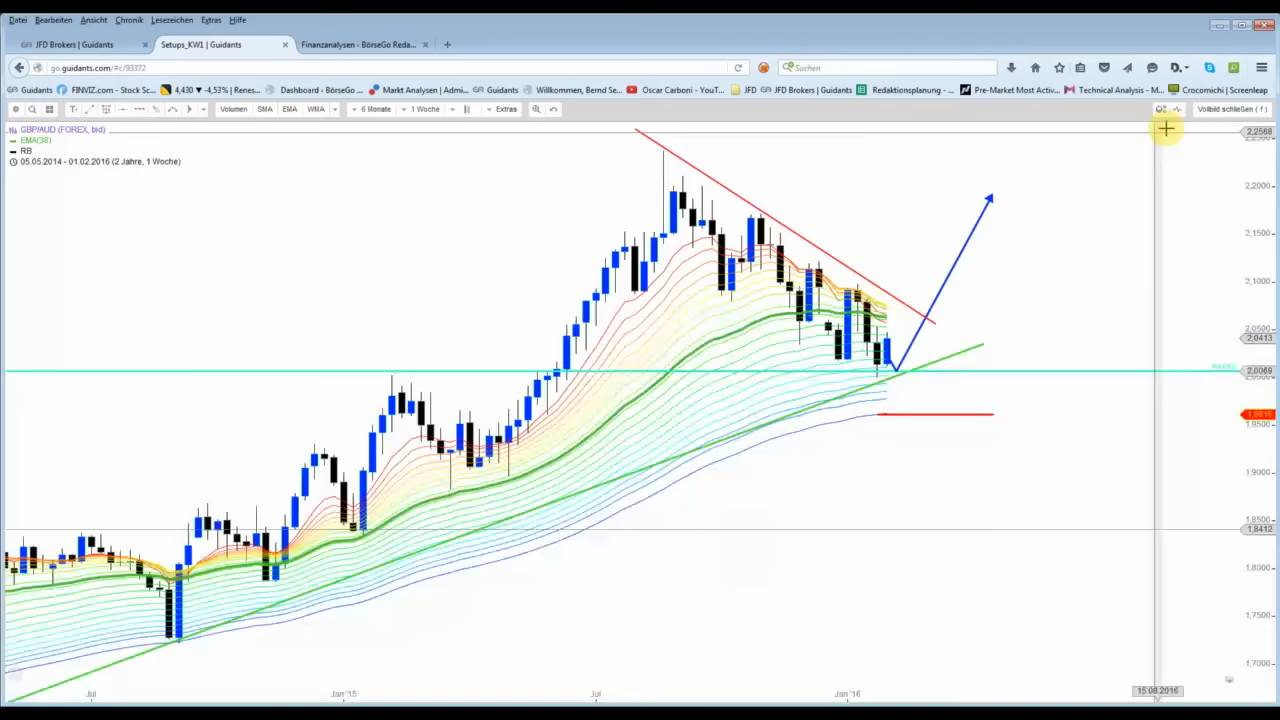 Datei Bearbeiten Ansicht Chronik Lesezeichen Extras Hilfe
JFD Brokers | Guidants × Setups_KW1 | Guidants × Finanzanalysen - BörseGo Reda... × +
go.guidants.com/#c/93372
Suchen
Guidants FINVIZ.com - Stock Sc... 4,430 ▼ -4,53% | Renes... Dashboard - BörseGo ... Markt Analysen | Admi... Guidants Willkommen, Bernd Se... Oscar Carboni - YouT... JFD JFD Brokers | Guidants Redaktionsplanung - ... Pre-Market Most Activ... Technical Analysis - M... Crocomichi | Screenleap
Volumen SMA EMA WMA 6 Monate 1 Woche Extras Vollbild schließen ( f )
GBP/AUD (FOREX, bid)
EMA(38)
RB
05.05.2014 - 01.02.2016 (2 Jahre, 1 Woche)
2,2568
2,2000
2,1500
2,1000
2,0500
2,0413
2,0069
1,9616
1,9500
1,9000
1,8500
1,8412
1,8000
1,7500
1,7000
Jul Jan '15 Jul Jan '16 15.08.2016